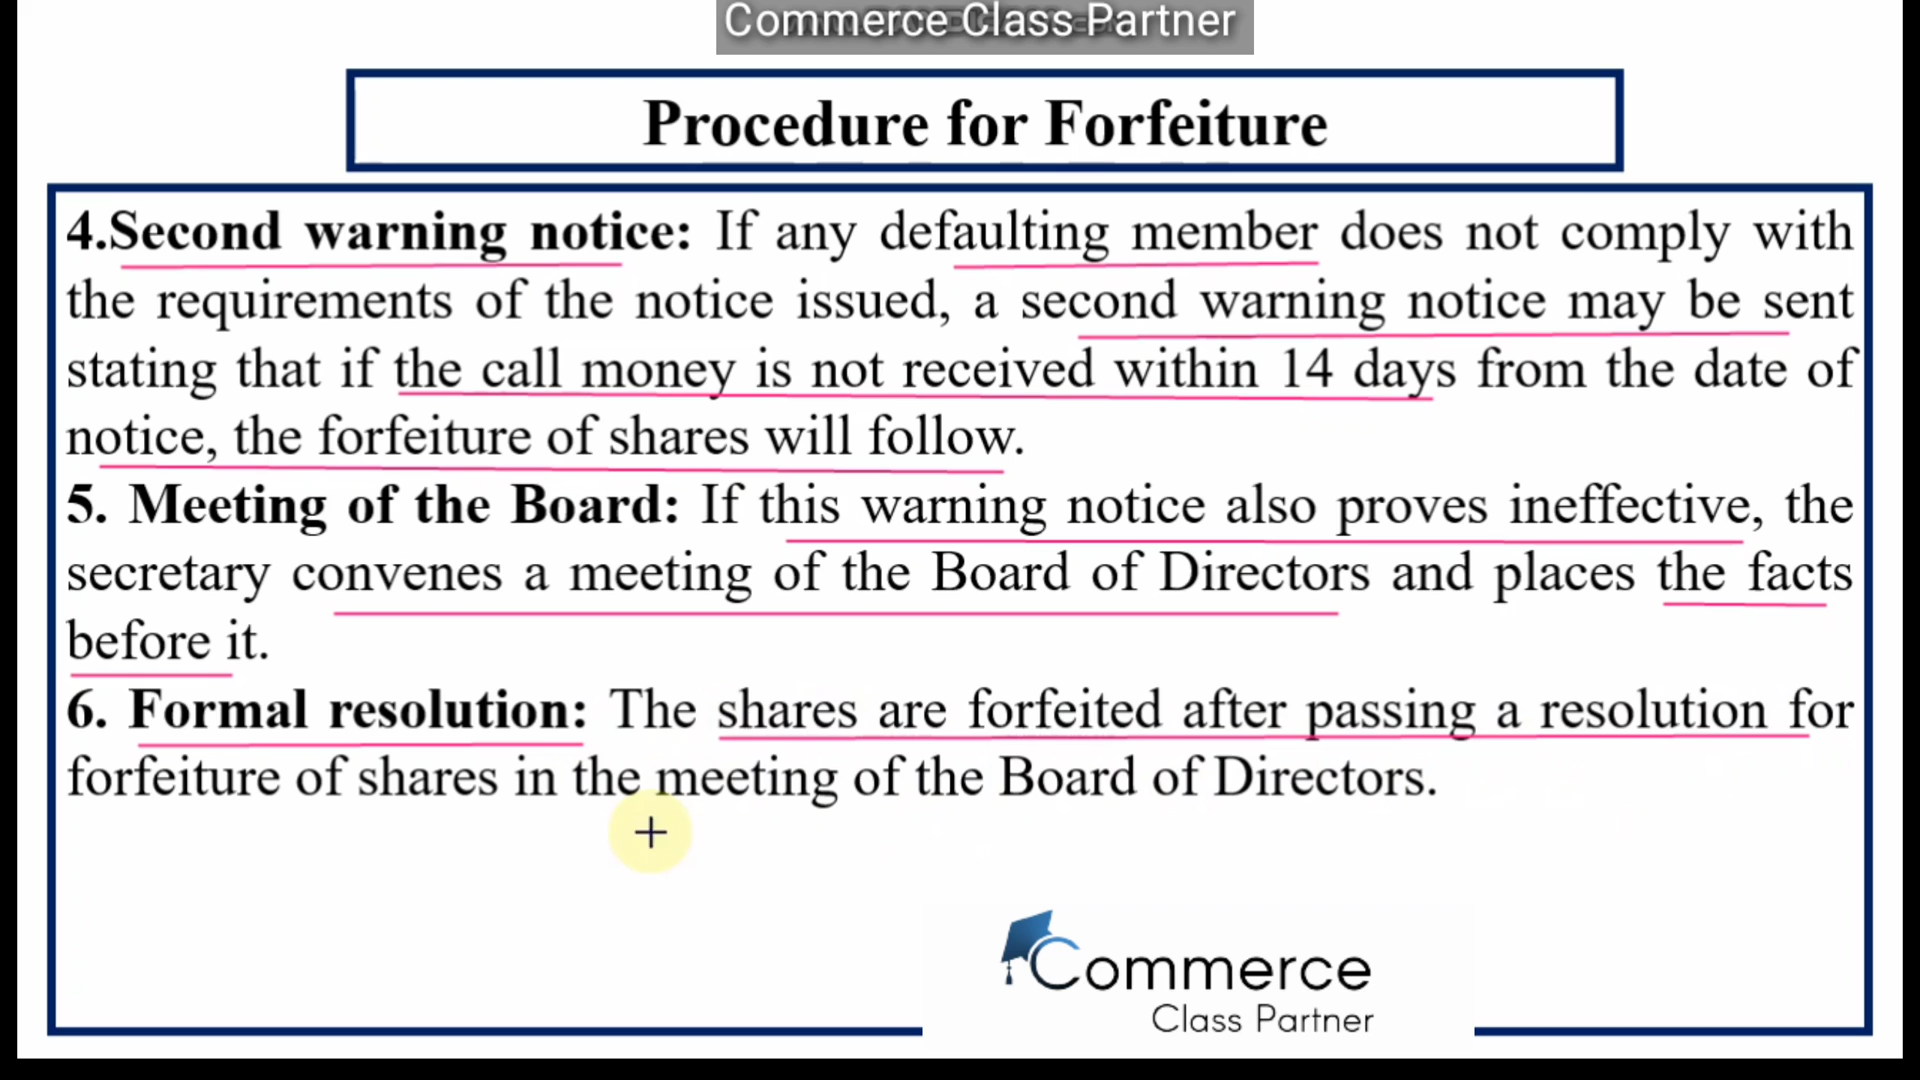 Commerce Class Partner
Procedure for Forfeiture
4.Second warning notice: If any defaulting member does not comply with
the requirements of the notice issued, a second warning notice may be sent
stating that if the call money is not received within 14 days from the date of
notice, the forfeiture of shares will follow.
5. Meeting of the Board: If this warning notice also proves ineffective, the
secretary convenes a meeting of the Board of Directors and places the facts
before it.
6. Formal resolution: The shares are forfeited after passing a resolution for
forfeiture of shares in the meeting of the Board of Directors.
Commerce
Class Partner